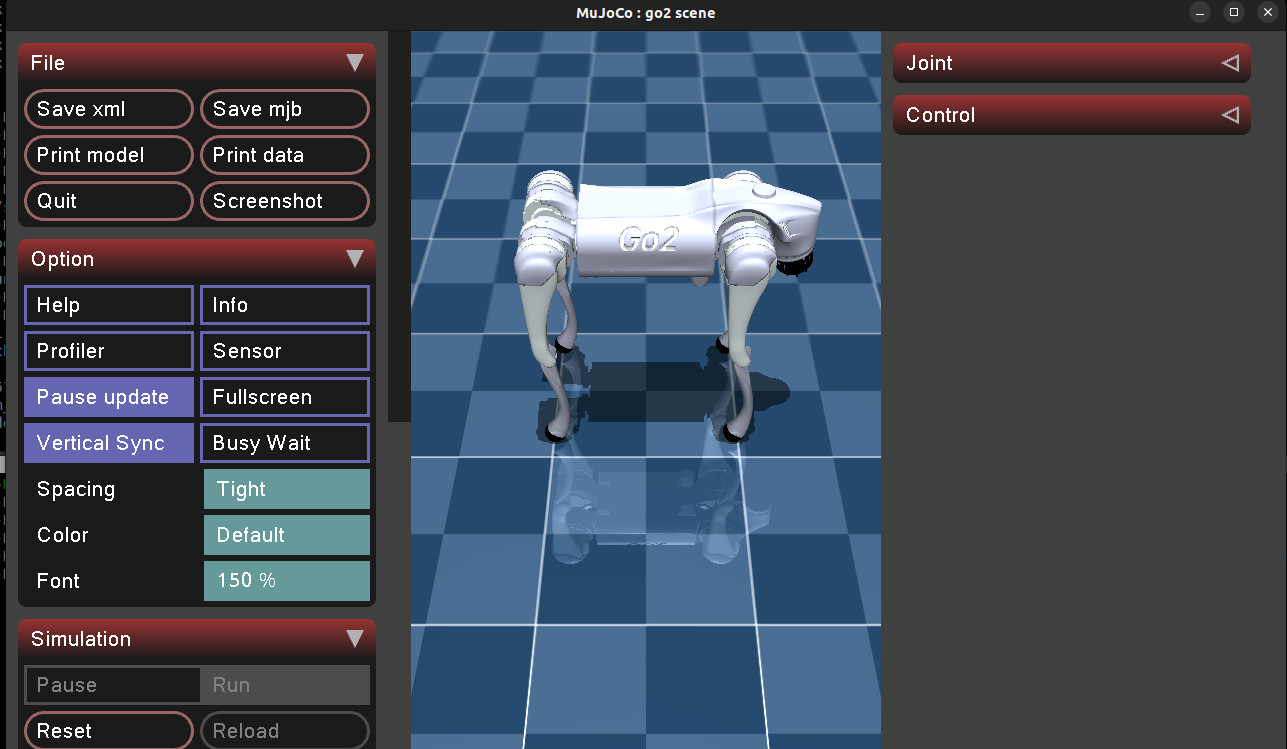 MuJoCo : go2 scene
File
Save xml
Save mjb
Print model
Print data
Quit
Screenshot
Option
Help
Info
Profiler
Sensor
Pause update
Fullscreen
Vertical Sync
Busy Wait
Spacing
Tight
Color
Default
Font
150 %
Simulation
Pause
Run
Reset
Reload
Go2
Joint
Control